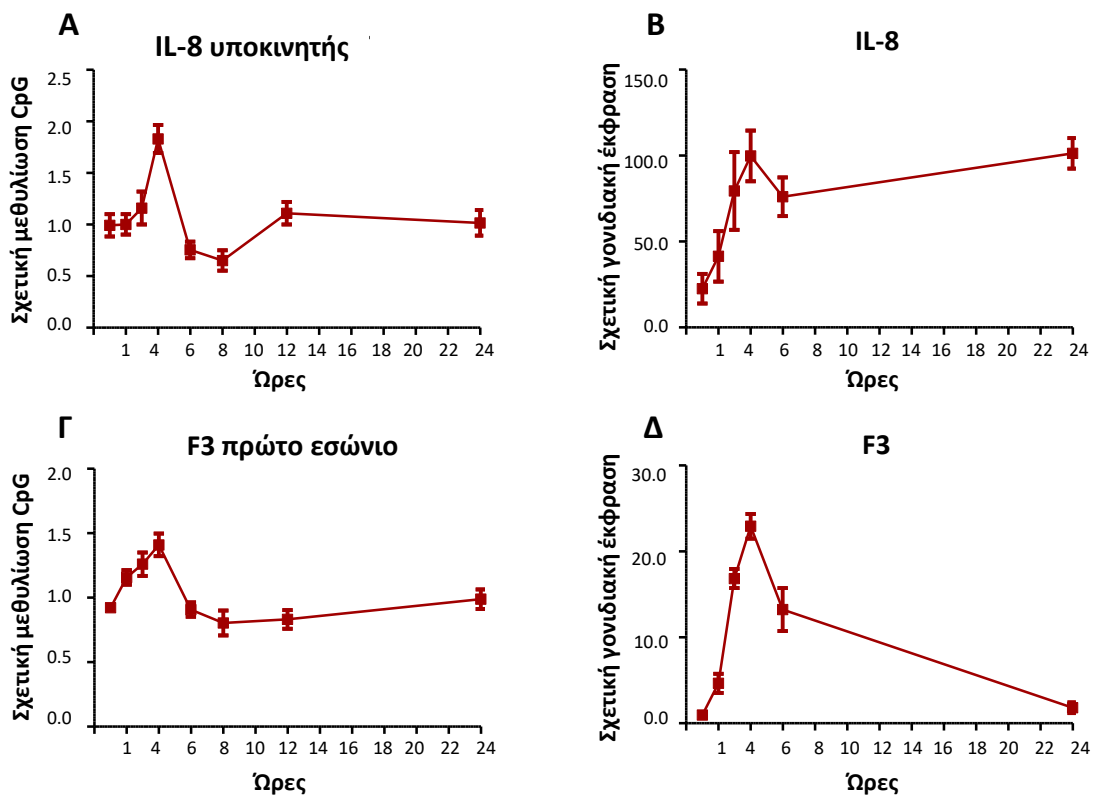 Α
IL-8 υποκινητής
Σχετική μεθυλίωση CpG
2.5
2.0
1.5
1.0
0.5
0.0
1 4 6 8 12 14 16 18 20 22 24
Ώρες
Β
IL-8
Σχετική γονιδιακή έκφραση
150.0
100.0
50.0
0.0
1 4 6 8 10 12 14 16 18 20 22 24
Ώρες
Γ
F3 πρώτο εσώνιο
Σχετική μεθυλίωση CpG
2.0
1.5
1.0
0.5
0.0
1 4 6 8 12 14 16 18 20 22 24
Ώρες
Δ
F3
Σχετική γονιδιακή έκφραση
30.0
20.0
10.0
0.0
1 4 6 8 10 12 14 16 18 20 22 24
Ώρες